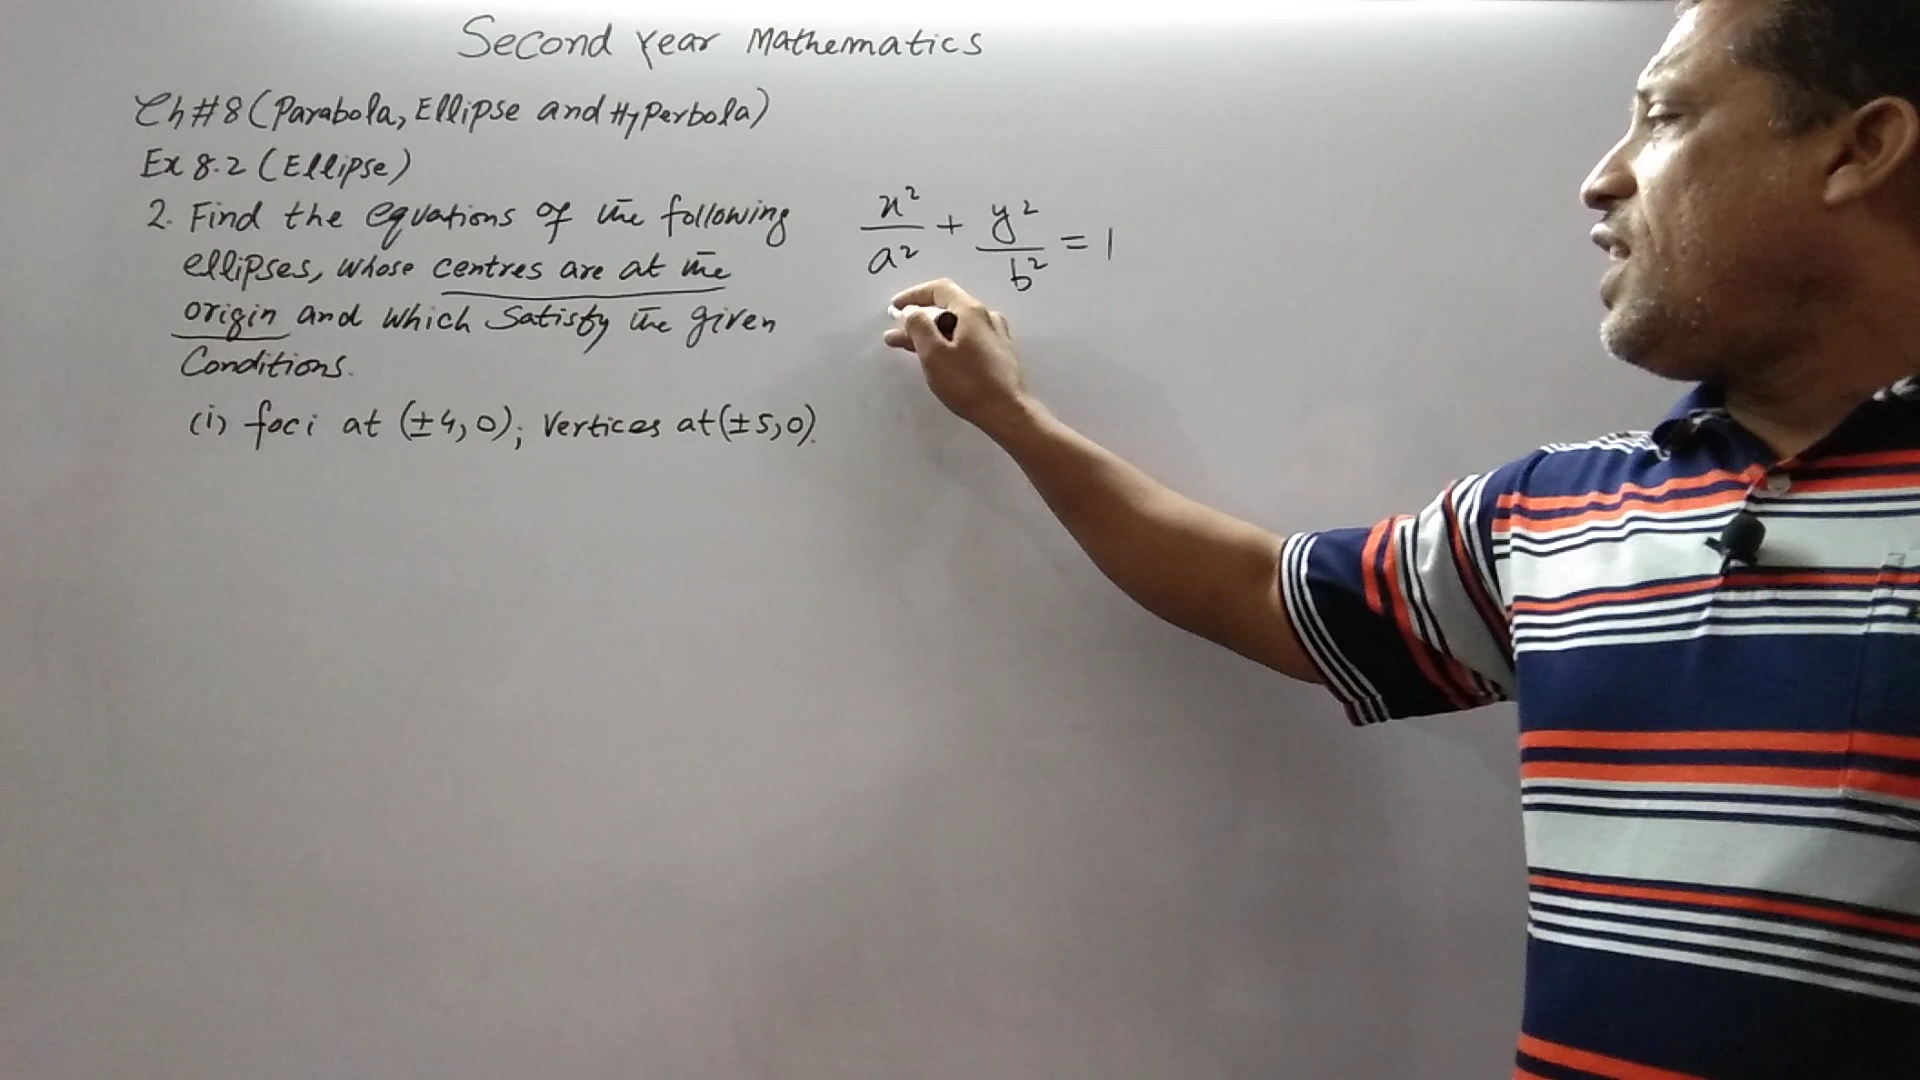 Second Year Mathematics
Ch#8 (Parabola, Ellipse and Hyperbola)
Ex 8.2 (Ellipse)
2. Find the equations of the following
ellipses, whose centres are at the
origin and which satisfy the given
Conditions.
(i) foci at (±4,0); Vertices at (±5,0).
x²/a² + y²/b² = 1